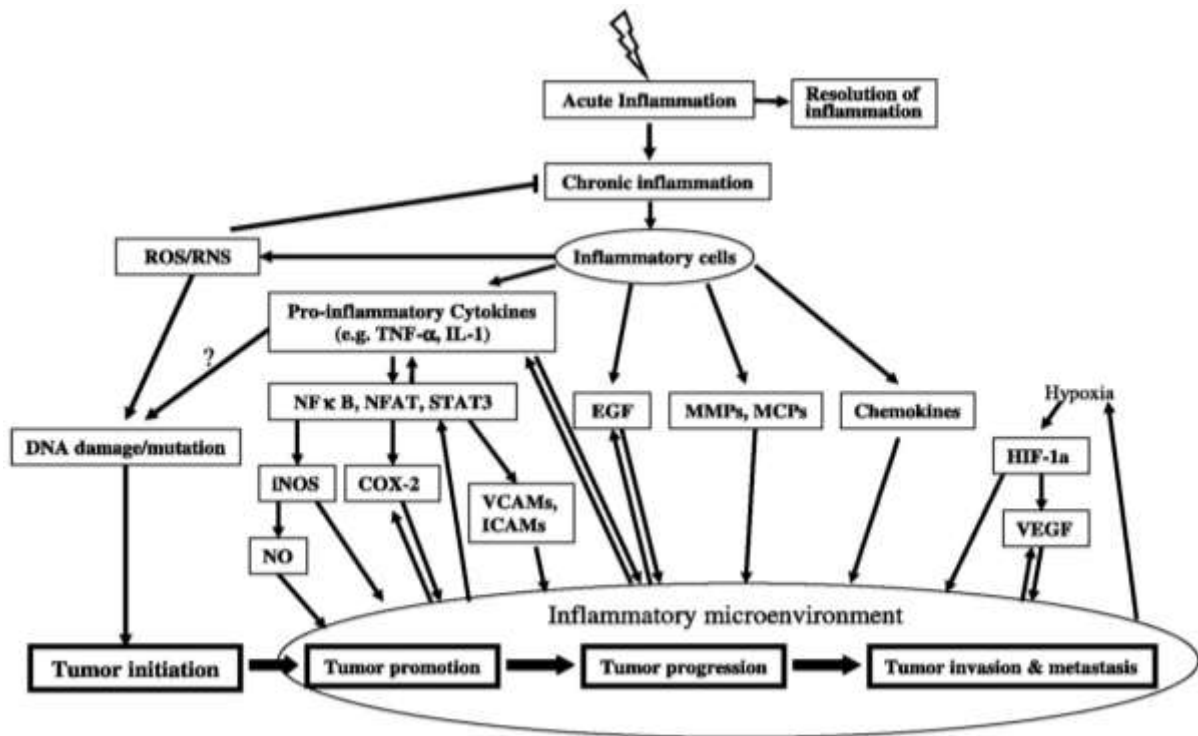 Acute Inflammation
Resolution of
inflammation
Chronic inflammation
ROS/RNS
Inflammatory cells
Pro-inflammatory Cytokines
(e.g. TNF-α, IL-1)
?
NFκ B, NFAT, STAT3
EGF
MMPs, MCPs
Chemokines
Hypoxia
DNA damage/mutation
HIF-1a
iNOS
COX-2
VCAMs,
ICAMs
VEGF
NO
Inflammatory microenvironment
Tumor initiation
Tumor promotion
Tumor progression
Tumor invasion & metastasis